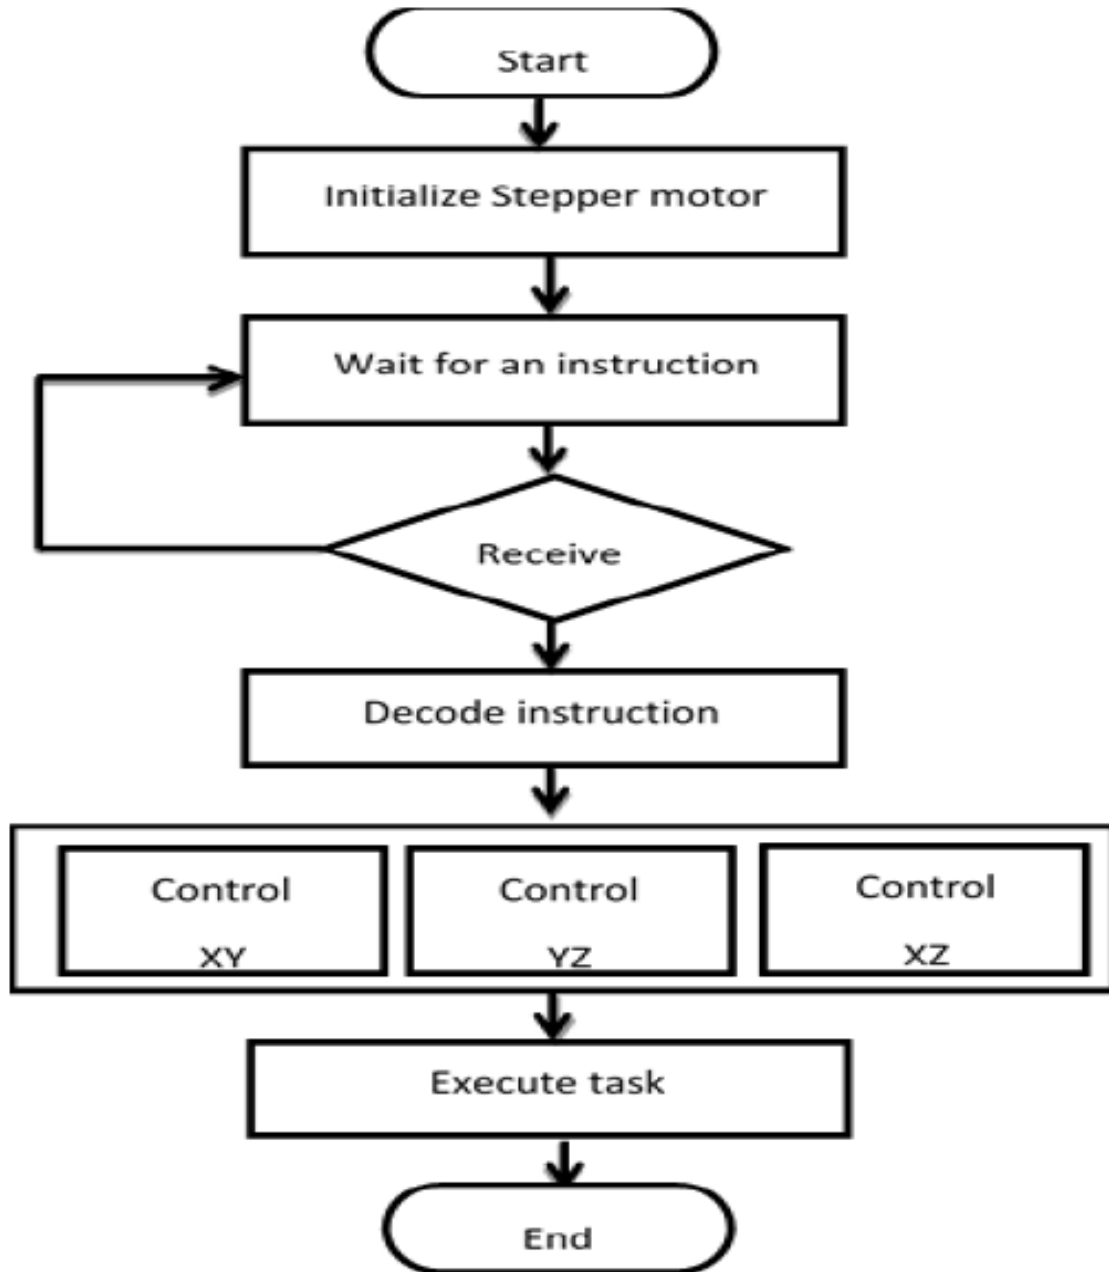 Start
Initialize Stepper motor
Wait for an instruction
Receive
Decode instruction
Control
XY
Control
YZ
Control
XZ
Execute task
End